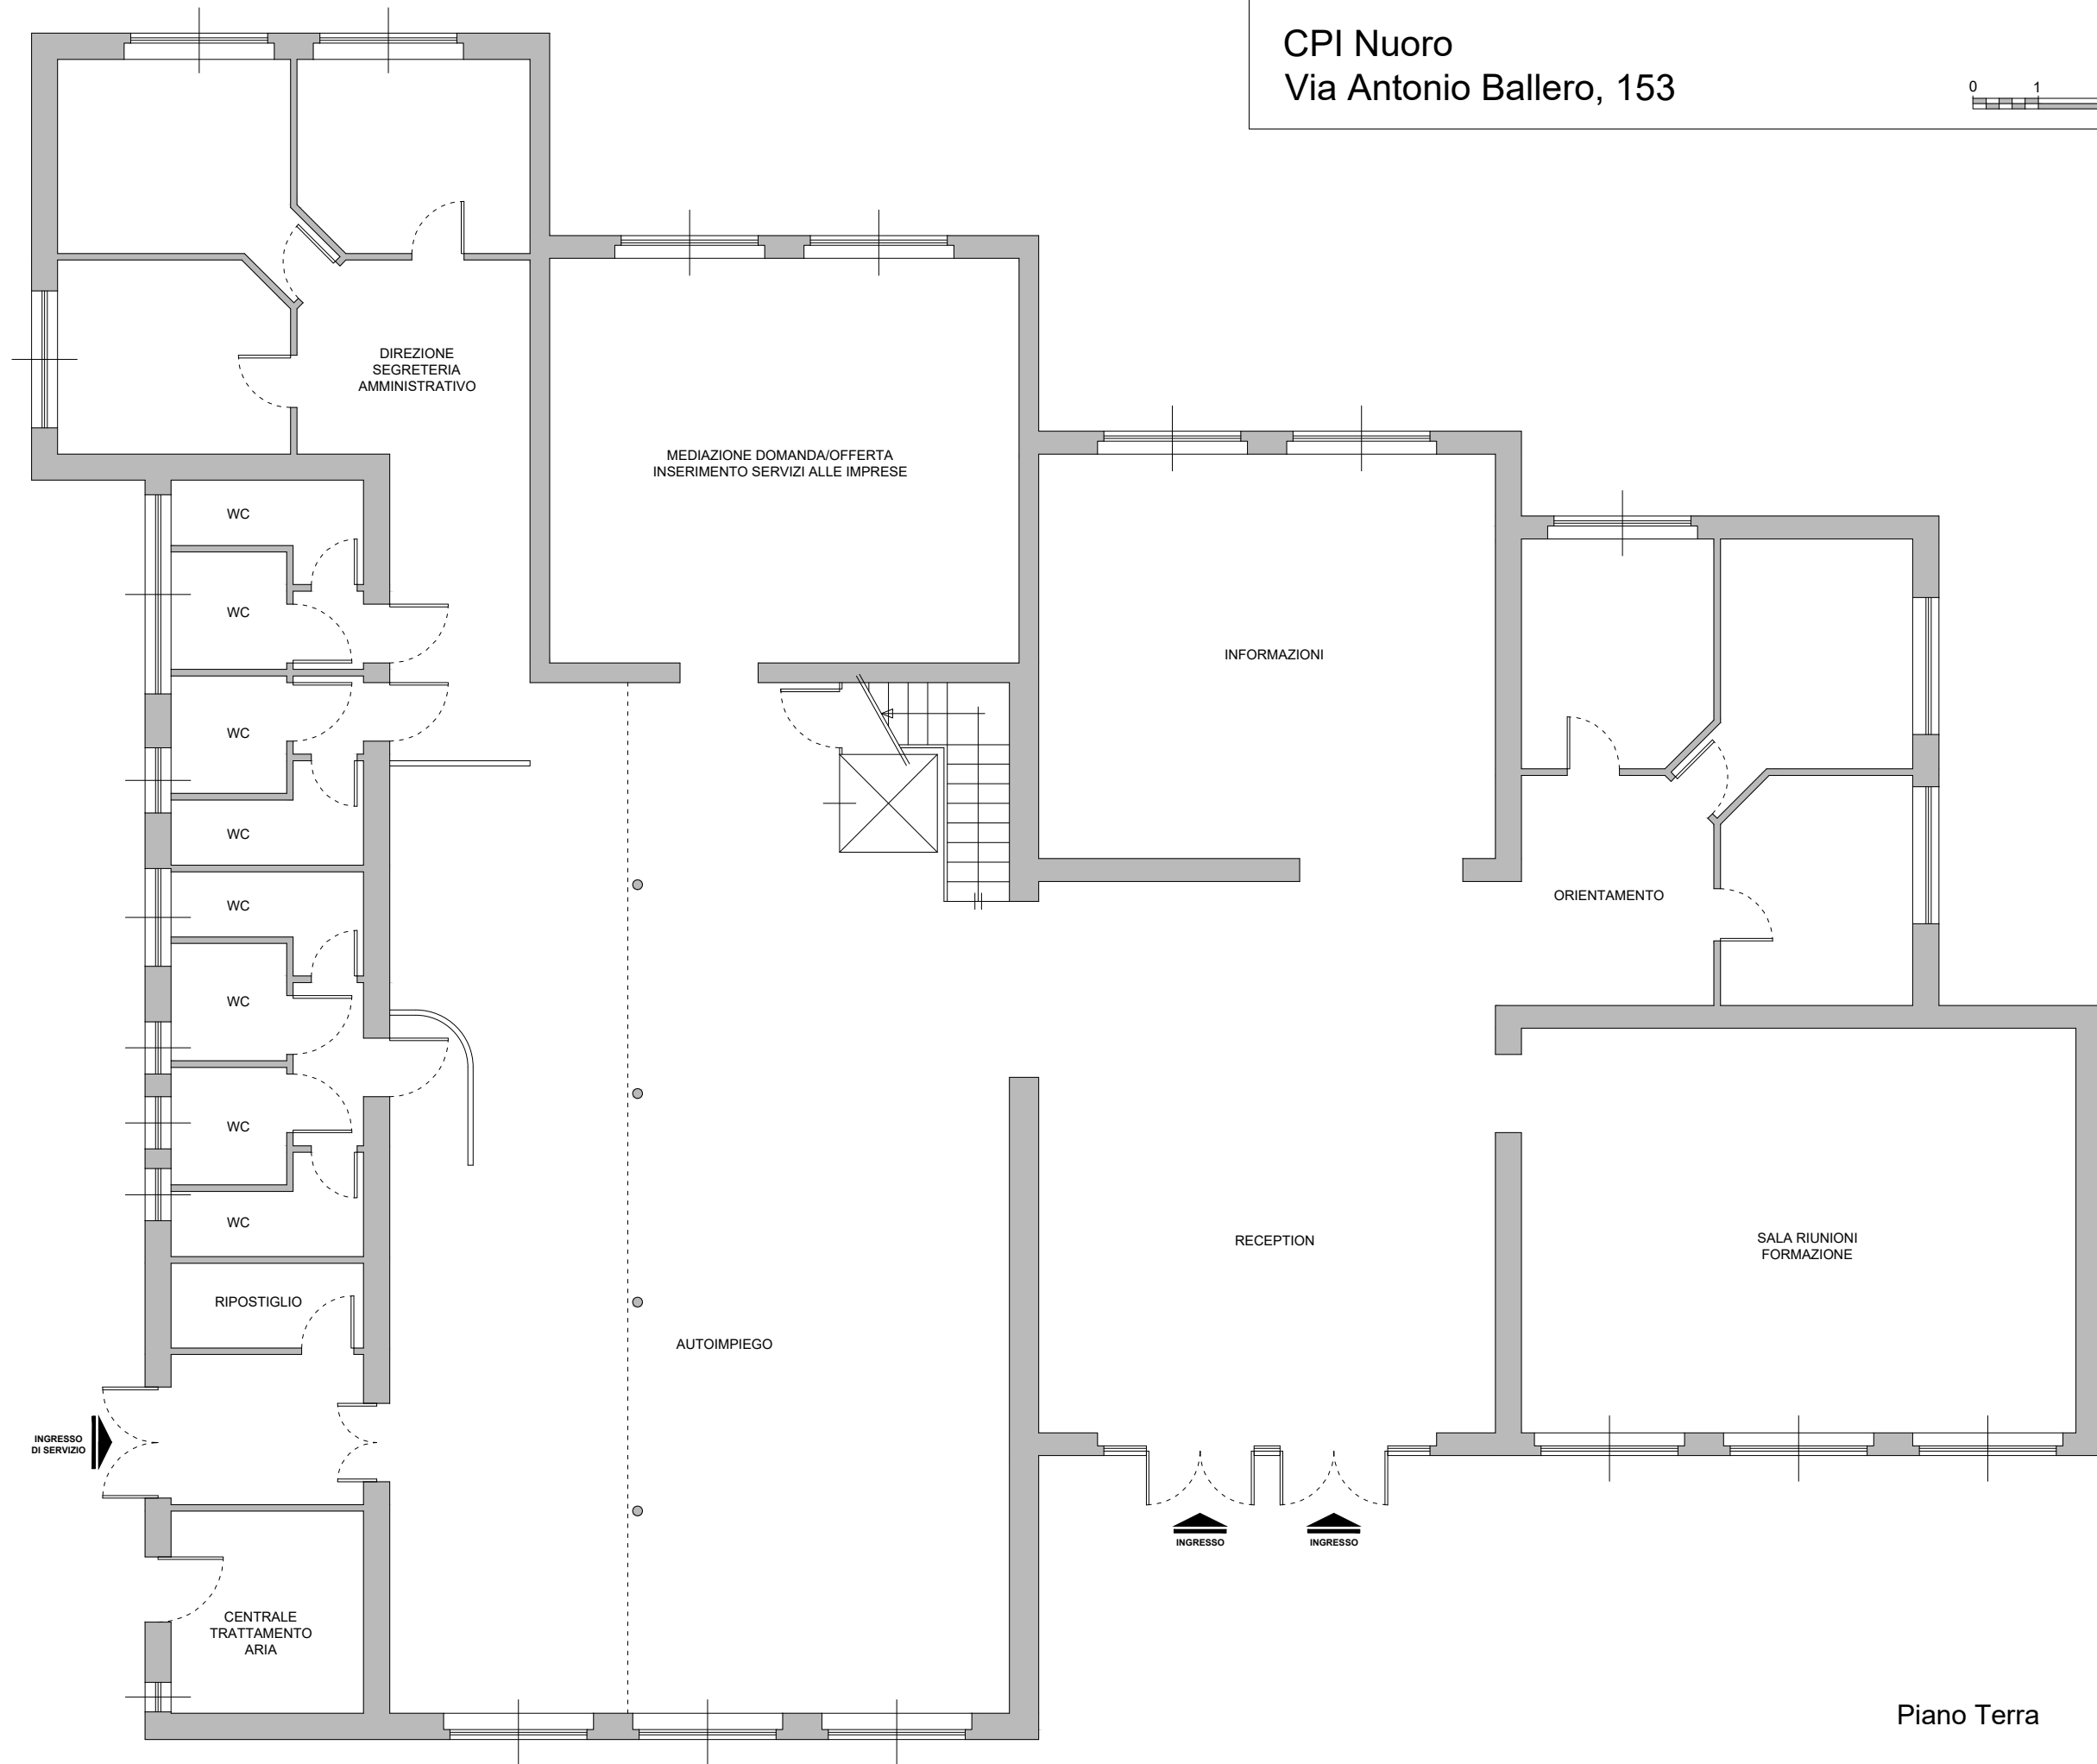 CPI Nuoro
Via Antonio Ballero, 153
0 1
DIREZIONE
SEGRETERIA
AMMINISTRATIVO
MEDIAZIONE DOMANDA/OFFERTA
INSERIMENTO SERVIZI ALLE IMPRESE
WC
WC
WC
WC
WC
WC
WC
WC
INFORMAZIONI
ORIENTAMENTO
RECEPTION
SALA RIUNIONI
FORMAZIONE
RIPOSTIGLIO
AUTOIMPIEGO
INGRESSO
DI SERVIZIO
INGRESSO
INGRESSO
CENTRALE
TRATTAMENTO
ARIA
Piano Terra